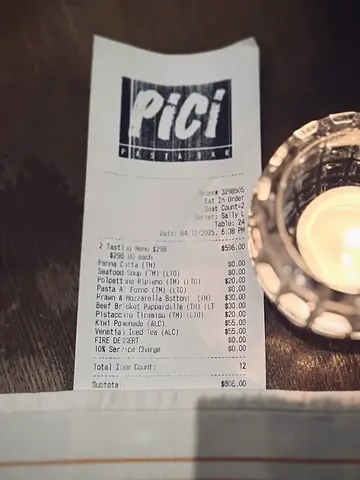 PiCi
PASTA BAR
Order# 3298505
Eat In Order
Seat Count=2
Server: Sally L
Table: 24
Date: 04/12/2025, 6:38 PM
2 Tasting Menu $298 $596.00
$298.00 each
Panna Cotta (TM) $0.00
Seafood Soup (TM) (LTO) $0.00
Polpettone Ripieno (TM) (LTO) $20.00
Pasta Al Forno (TM) (LTO) $0.00
Prawn & Mozzarella Bottoni (TM) $30.00
Beef Brisket Pappardelle (TM) (LT $30.00
Pistaccio Tiramisu (TM) (LTO) $20.00
Kiwi Pomenade (ALC) $55.00
Venetian Iced Tea (ALC) $55.00
FIRE DESSERT $0.00
10% Service Charge $0.00
Total Item Count: 12
Subtotal $806.00